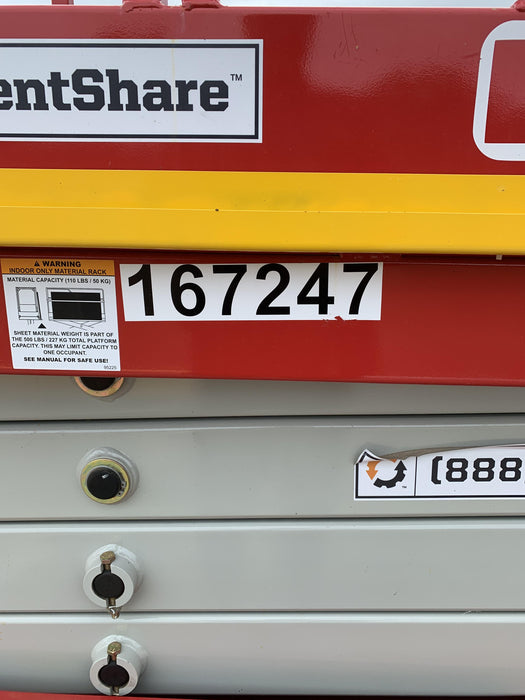 entShare™
⚠ WARNING
INDOOR ONLY MATERIAL RACK
MATERIAL CAPACITY (110 LBS / 50 KG)
SHEET MATERIAL WEIGHT IS PART OF
THE 500 LBS / 227 KG TOTAL PLATFORM
CAPACITY. THIS MAY LIMIT CAPACITY TO
ONE OCCUPANT.
SEE MANUAL FOR SAFE USE!
95225
167247
(888